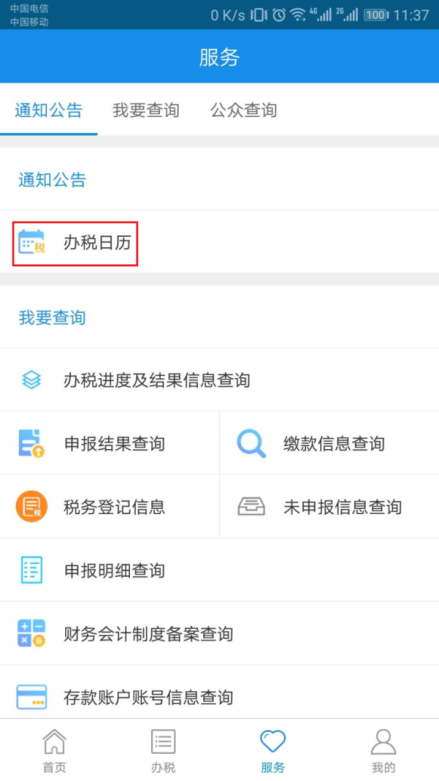 中国电信
中国移动
0 K/s 4G 2G 100 11:37
服务
通知公告 我要查询 公众查询
通知公告
税 办税日历
我要查询
办税进度及结果信息查询
申报结果查询 缴款信息查询
税务登记信息 未申报信息查询
申报明细查询
财务会计制度备案查询
存款账户账号信息查询
首页 办税 服务 我的